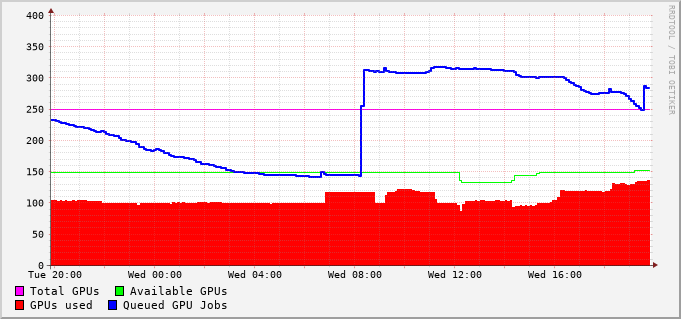 400
350
300
250
200
150
100
50
0
Tue 20:00 Wed 00:00 Wed 04:00 Wed 08:00 Wed 12:00 Wed 16:00
Total GPUs Available GPUs
GPUs used Queued GPU Jobs
RRDTOOL / TOBI OETIKER